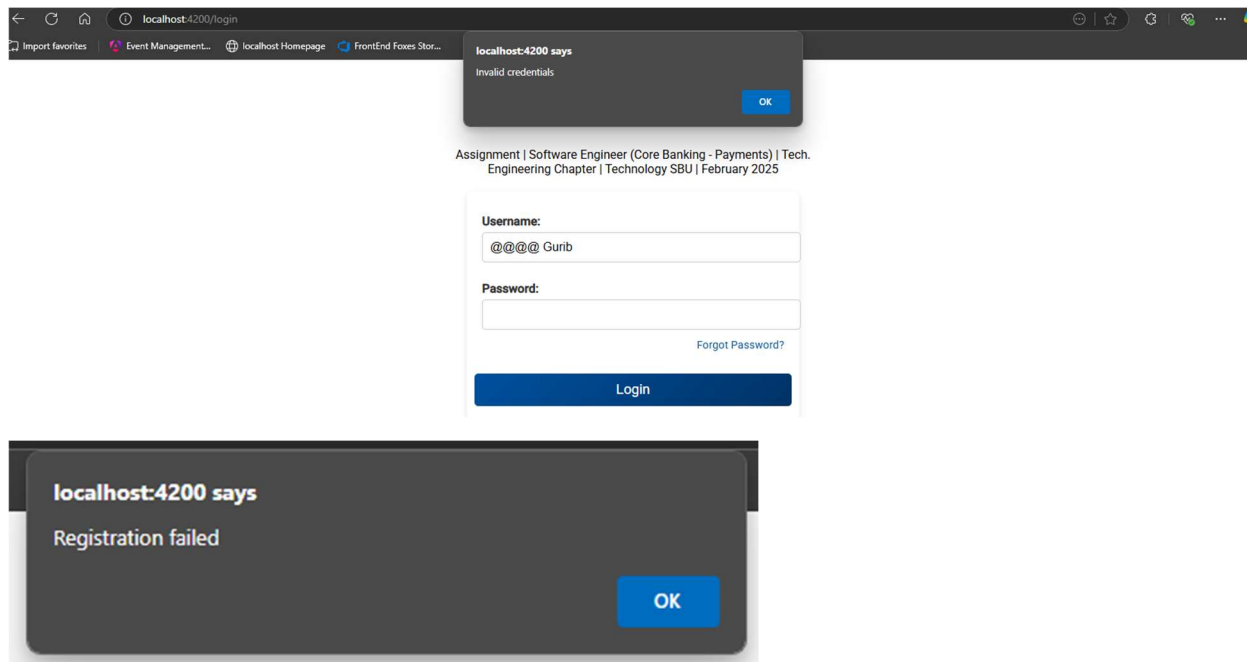 localhost:4200/login
Import favorites Event Management... localhost Homepage FrontEnd Foxes Stor...
localhost:4200 says
Invalid credentials
OK
Assignment | Software Engineer (Core Banking - Payments) | Tech.
Engineering Chapter | Technology SBU | February 2025
Username:
@@@@ Gurib
Password:
Forgot Password?
Login
localhost:4200 says
Registration failed
OK